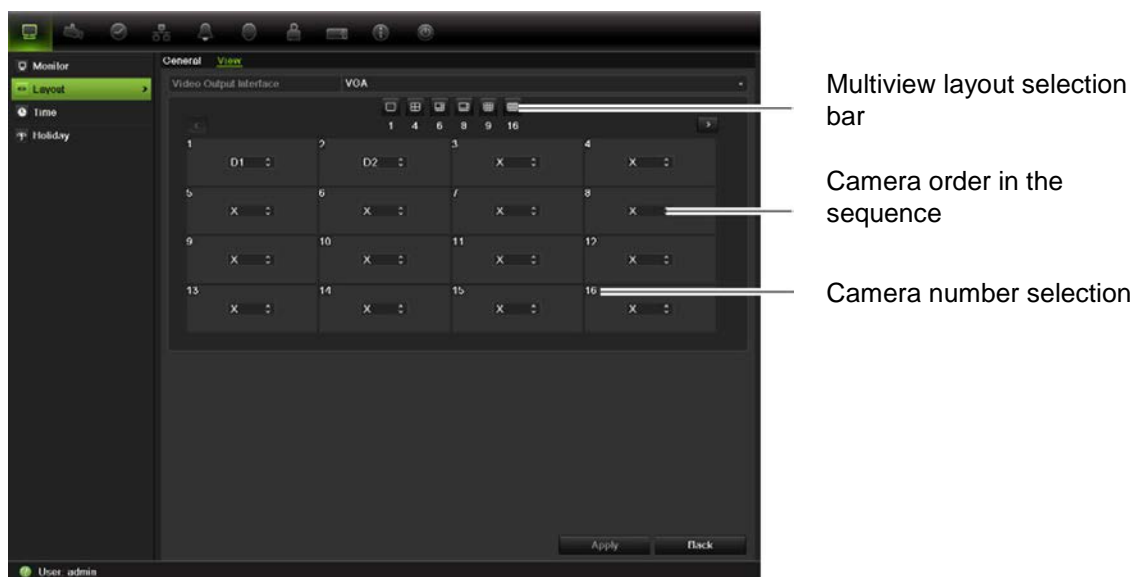 Monitor
Layout
Time
Holiday
General View
Video Output Interface VGA
1 4 6 8 9 16
1 2 3 4
D1 D2 X X
5 6 7 8
X X X X
9 10 11 12
X X X X
13 14 15 16
X X X X
Apply Back
User: admin
Multiview layout selection
bar
Camera order in the
sequence
Camera number selection